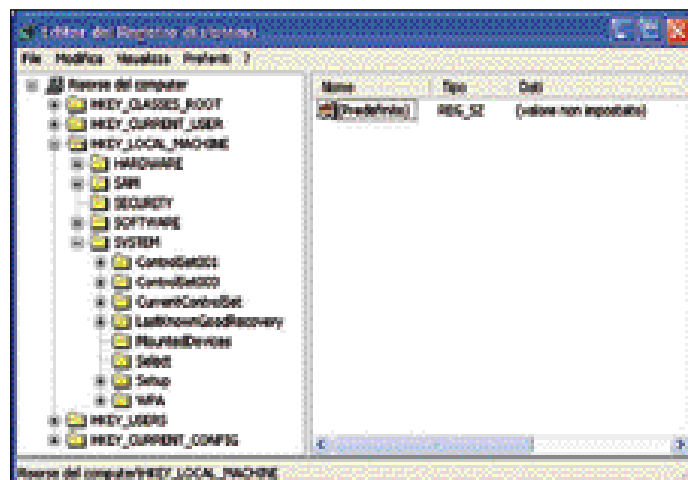 Editor del Registro di sistema
File Modifica Visualizza Preferiti ?
Risorse del computer
HKEY_CLASSES_ROOT
HKEY_CURRENT_USER
HKEY_LOCAL_MACHINE
HARDWARE
SAM
SECURITY
SOFTWARE
SYSTEM
ControlSet001
ControlSet003
CurrentControlSet
LastKnownGoodRecovery
MountedDevices
Select
Setup
WPA
HKEY_USERS
HKEY_CURRENT_CONFIG
Nome Tipo Dati
(Predefinito) REG_SZ (valore non impostato)
Risorse del computer\HKEY_LOCAL_MACHINE